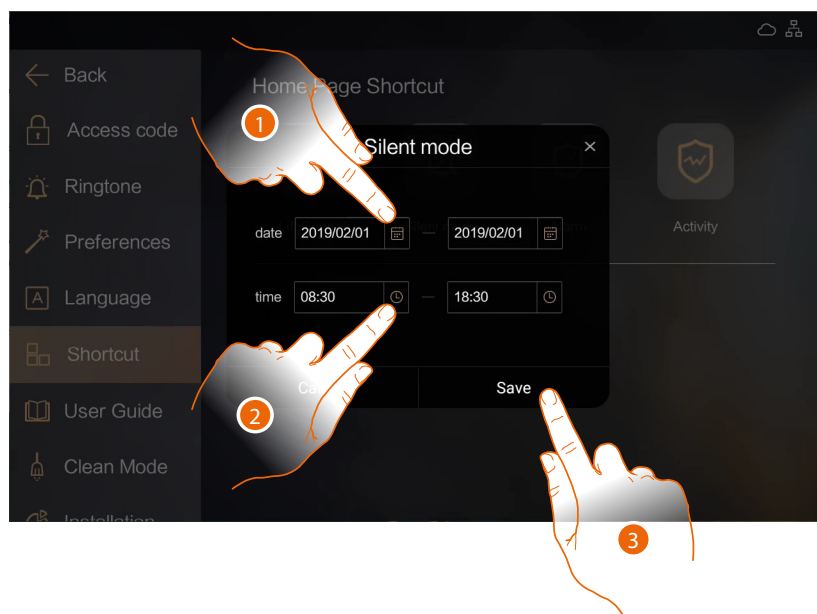 Back
Home Page Shortcut
Access code
1
Silent mode
×
Ringtone
Activity
Preferences
date 2019/02/01 — 2019/02/01
A Language
time 08:30 — 18:30
Shortcut
Save
User Guide
2
Clean Mode
Installation
3